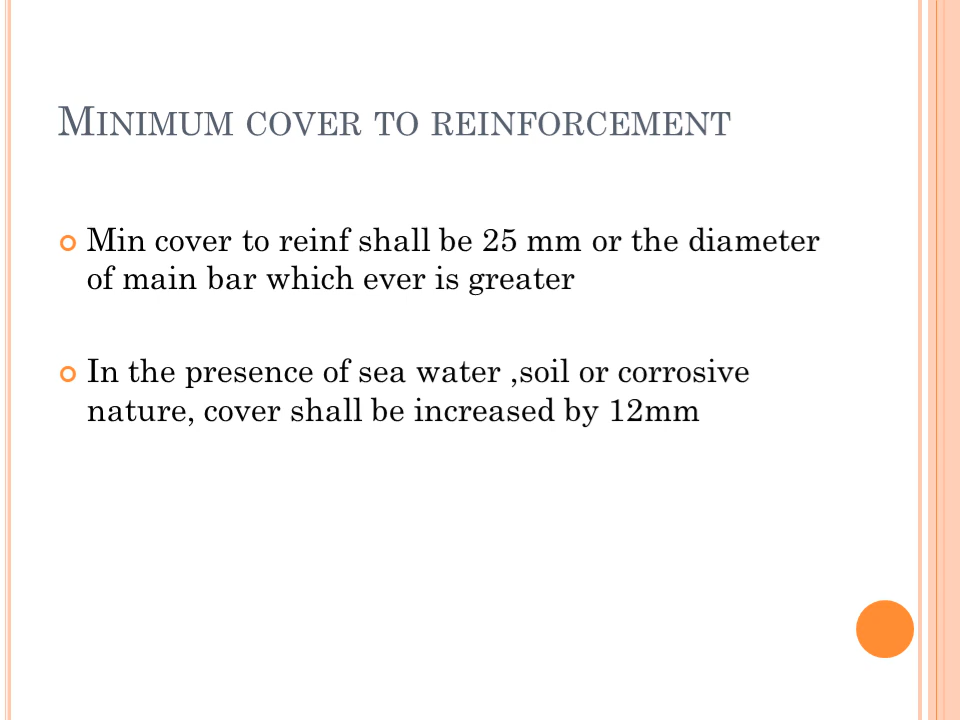 MINIMUM COVER TO REINFORCEMENT
Min cover to reinf shall be 25 mm or the diameter
of main bar which ever is greater
In the presence of sea water ,soil or corrosive
nature, cover shall be increased by 12mm